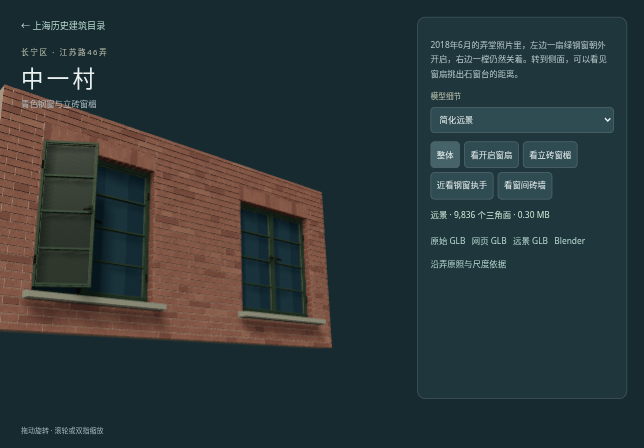 ← 上海历史建筑目录
长宁区 · 江苏路46弄
中一村
青色钢窗与立砖窗楣
2018年6月的弄堂照片里，左边一扇绿钢窗朝外
开启，右边一樘仍然关着。转到侧面，可以看见
窗扇挑出石窗台的距离。
模型细节
简化远景
整体 看开启窗扇 看立砖窗楣
近看钢窗执手 看窗间砖墙
远景 · 9,836 个三角面 · 0.30 MB
原始 GLB 网页 GLB 远景 GLB Blender
沿弄原照与尺度依据
拖动旋转 · 滚轮或双指缩放